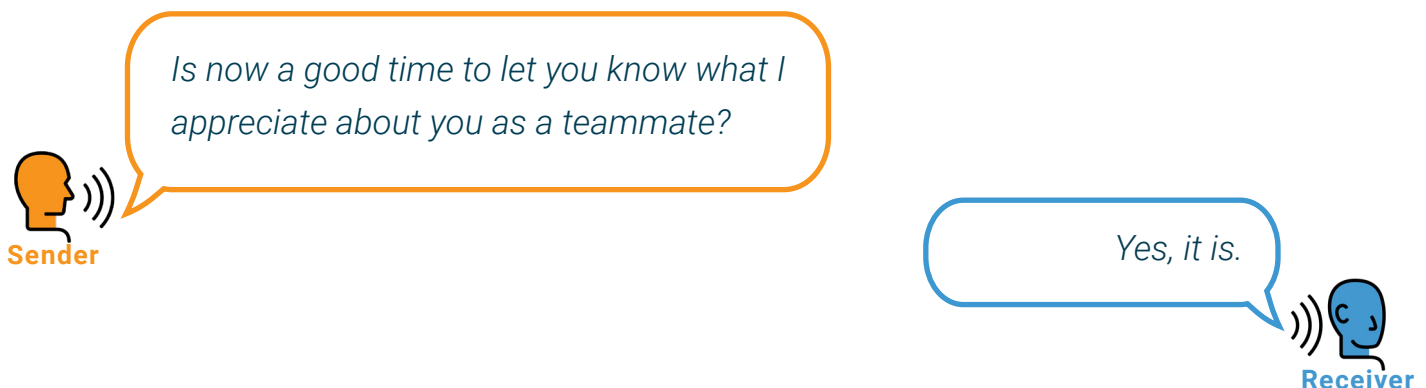 Is now a good time to let you know what I
appreciate about you as a teammate?
Sender
Yes, it is.
Receiver